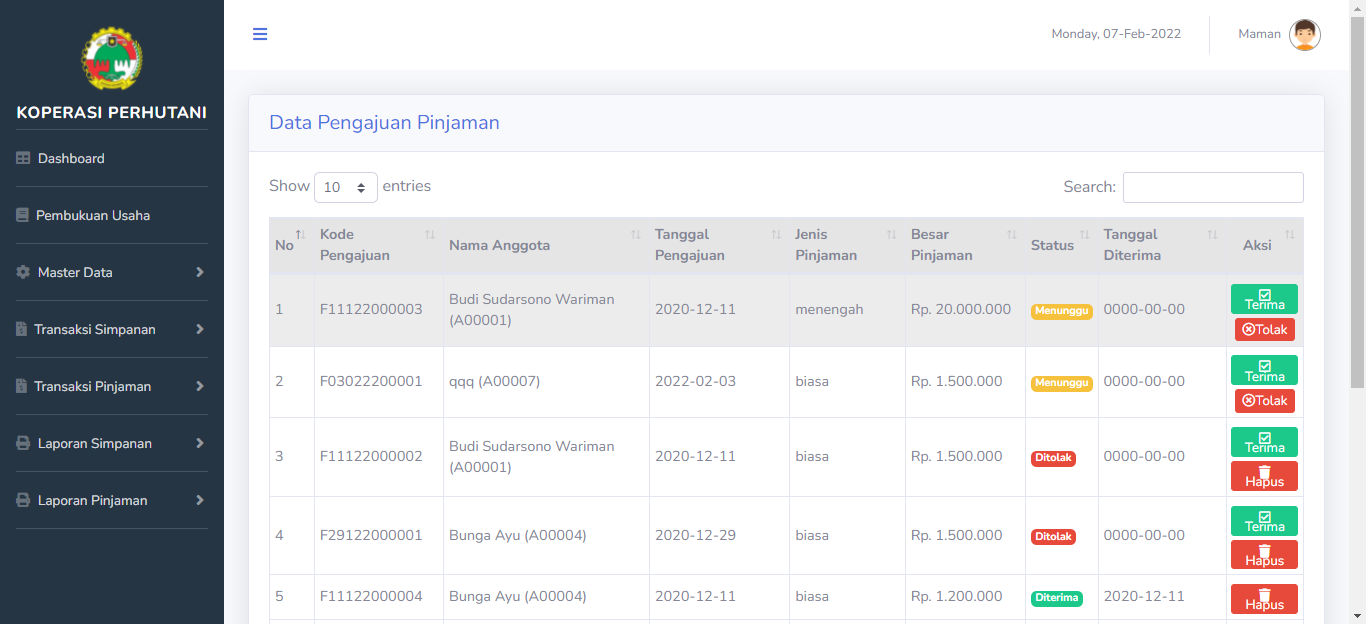 KOPERASI PERHUTANI
Dashboard
Pembukuan Usaha
Master Data
Transaksi Simpanan
Transaksi Pinjaman
Laporan Simpanan
Laporan Pinjaman
Monday, 07-Feb-2022 Maman
Data Pengajuan Pinjaman
Show 10 entries Search:
No Kode Pengajuan Nama Anggota Tanggal Pengajuan Jenis Pinjaman Besar Pinjaman Status Tanggal Diterima Aksi
1 F11122000003 Budi Sudarsono Wariman (A00001) 2020-12-11 menengah Rp. 20.000.000 Menunggu 0000-00-00 Terima Tolak
2 F03022200001 qqq (A00007) 2022-02-03 biasa Rp. 1.500.000 Menunggu 0000-00-00 Terima Tolak
3 F11122000002 Budi Sudarsono Wariman (A00001) 2020-12-11 biasa Rp. 1.500.000 Ditolak 0000-00-00 Terima Hapus
4 F29122000001 Bunga Ayu (A00004) 2020-12-29 biasa Rp. 1.500.000 Ditolak 0000-00-00 Terima Hapus
5 F11122000004 Bunga Ayu (A00004) 2020-12-11 biasa Rp. 1.200.000 Diterima 2020-12-11 Hapus